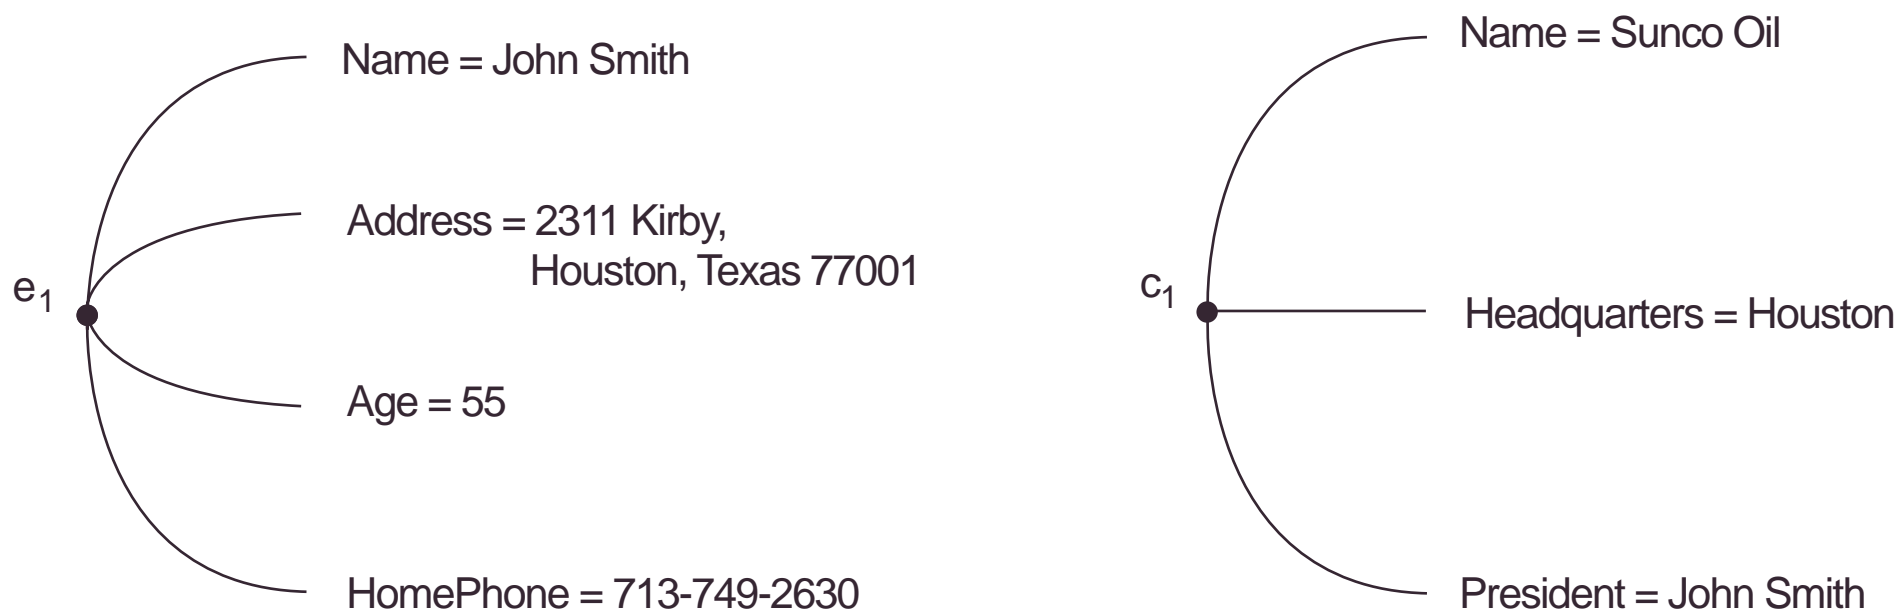 Name = John Smith
Address = 2311 Kirby,
Houston, Texas 77001
e1
Age = 55
HomePhone = 713-749-2630
Name = Sunco Oil
c1
Headquarters = Houston
President = John Smith